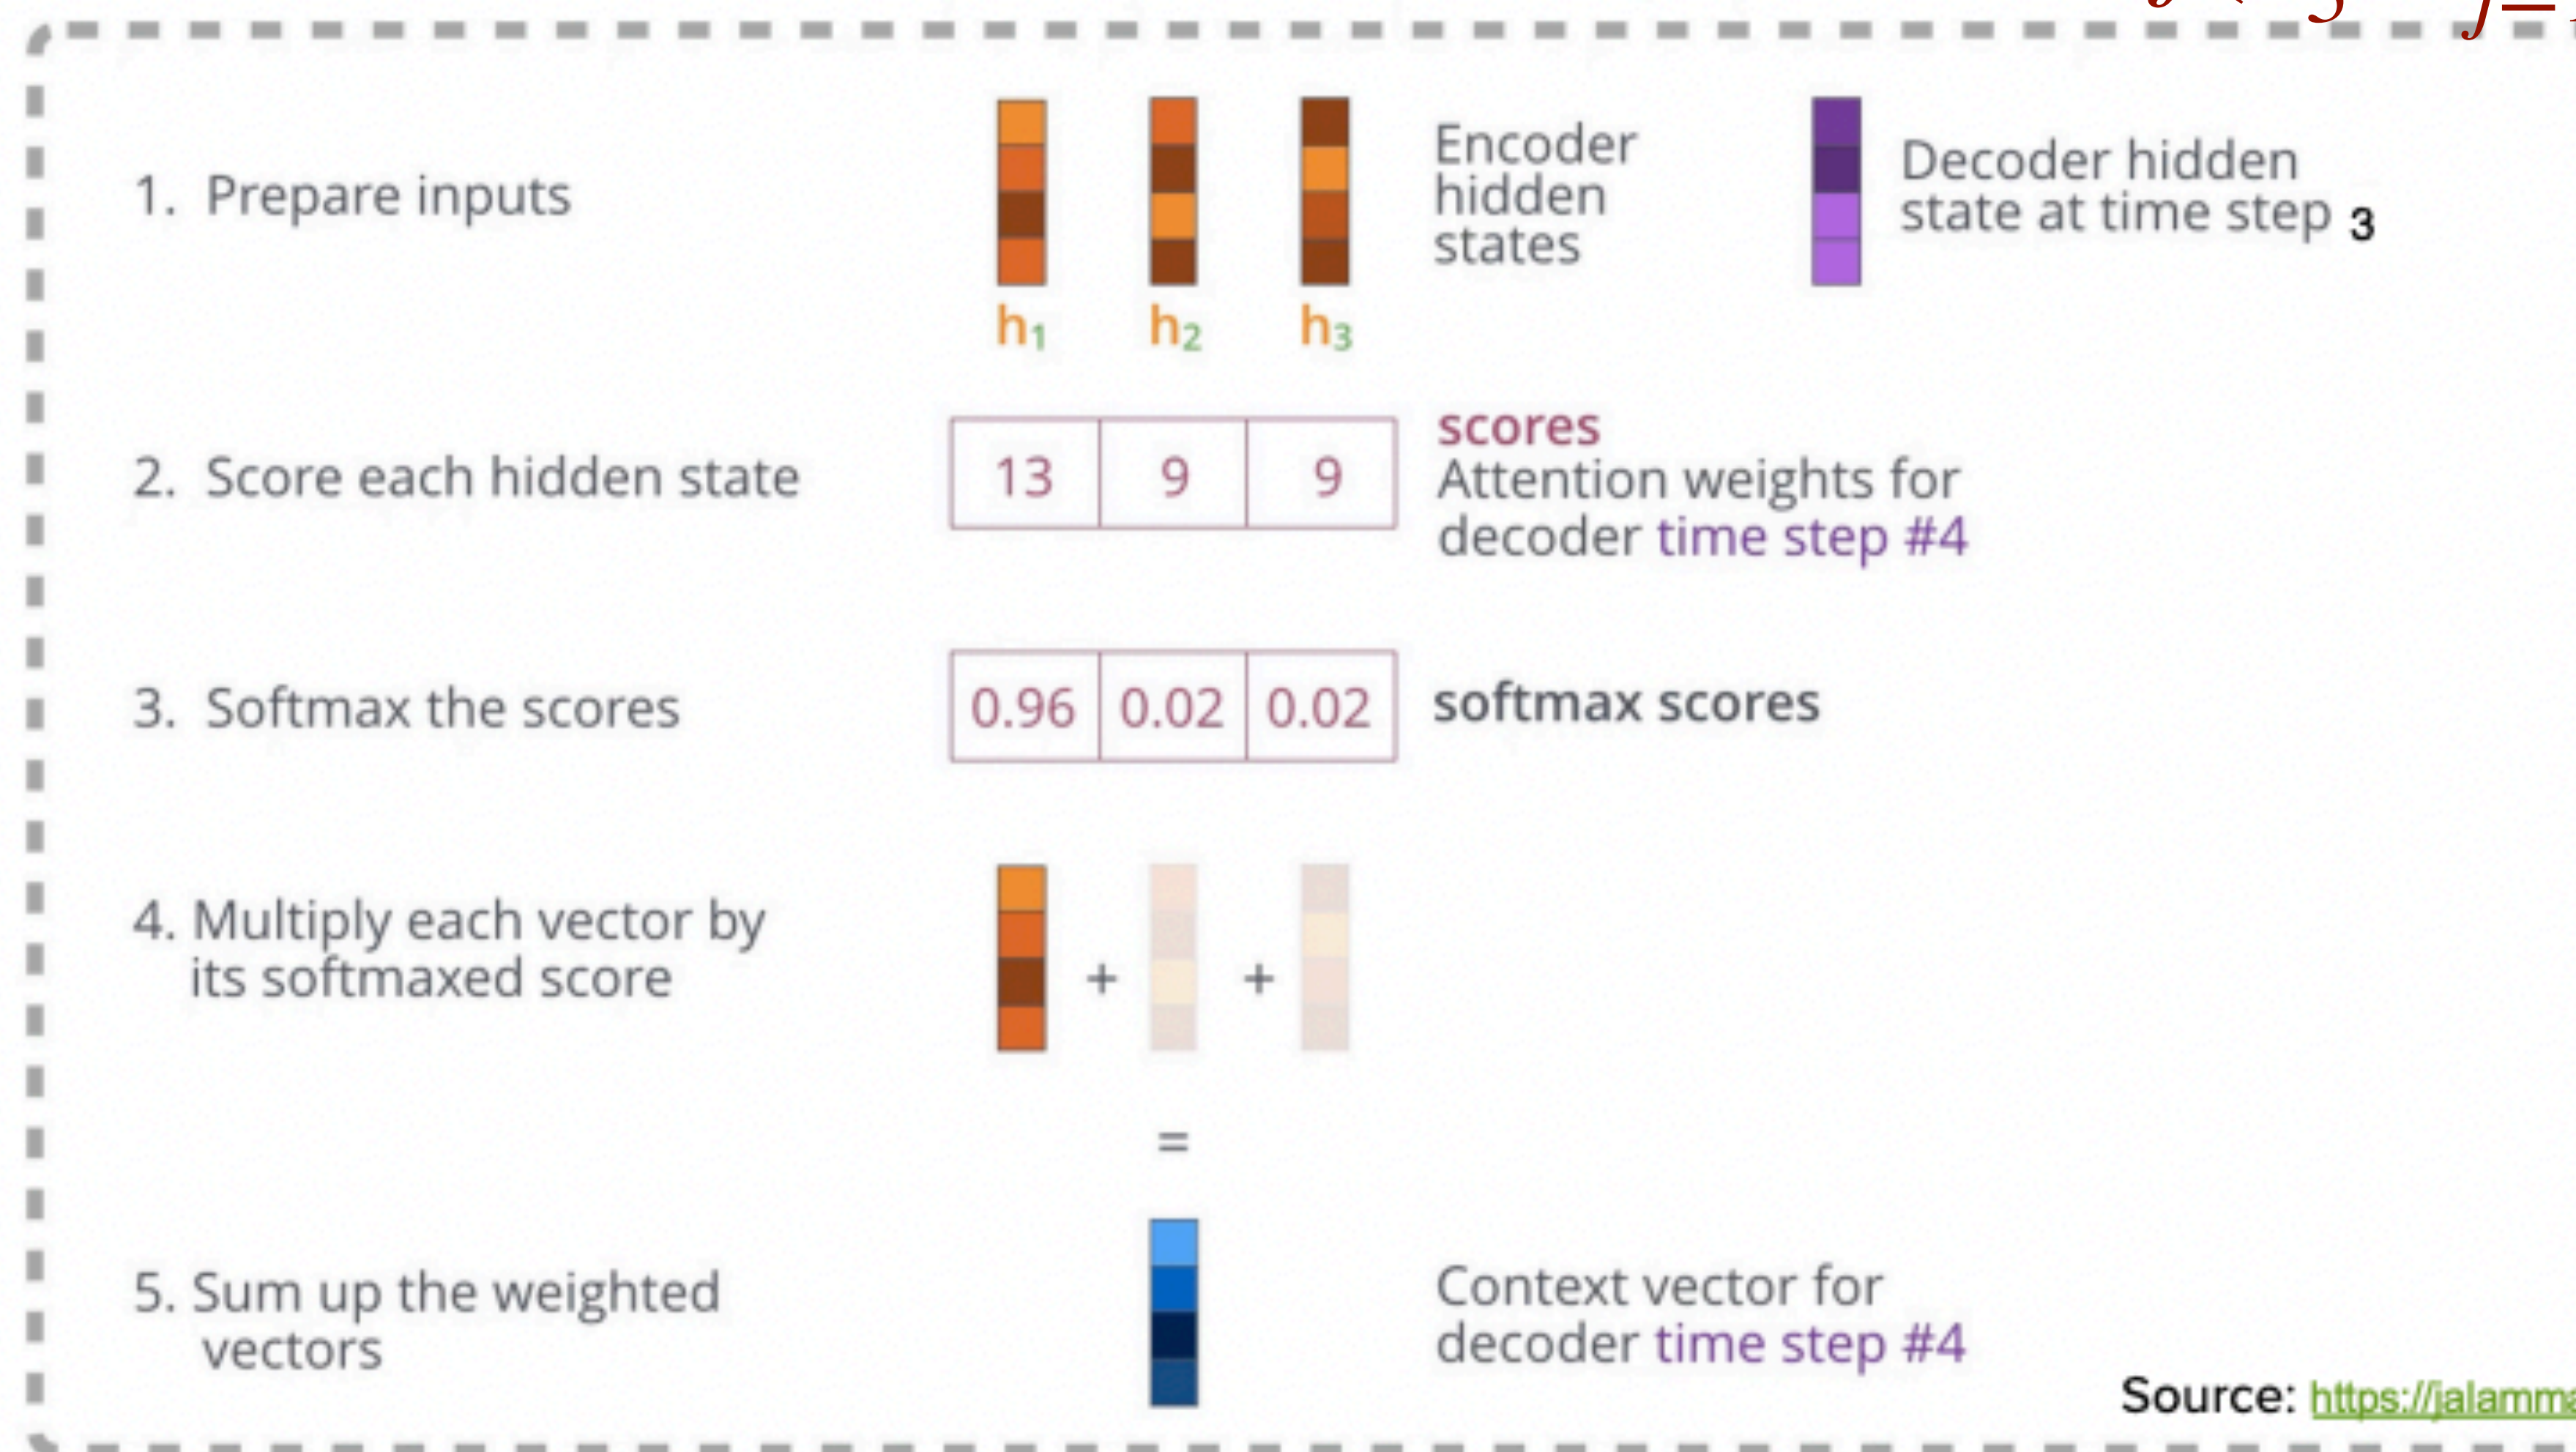 1. Prepare inputs
Encoder
hidden
states
Decoder hidden
state at time step 3
h1 h2 h3
2. Score each hidden state
13 9 9
scores
Attention weights for
decoder time step #4
3. Softmax the scores
0.96 0.02 0.02
softmax scores
4. Multiply each vector by
its softmaxed score
+ +
=
5. Sum up the weighted
vectors
Context vector for
decoder time step #4
Source: https://jalamma